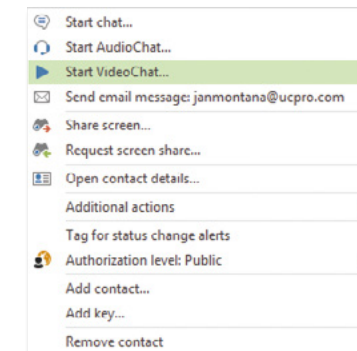 Start chat...
Start AudioChat...
Start VideoChat...
Send email message: janmontana@ucpro.com
Share screen...
Request screen share...
Open contact details...
Additional actions
Tag for status change alerts
Authorization level: Public
Add contact...
Add key...
Remove contact